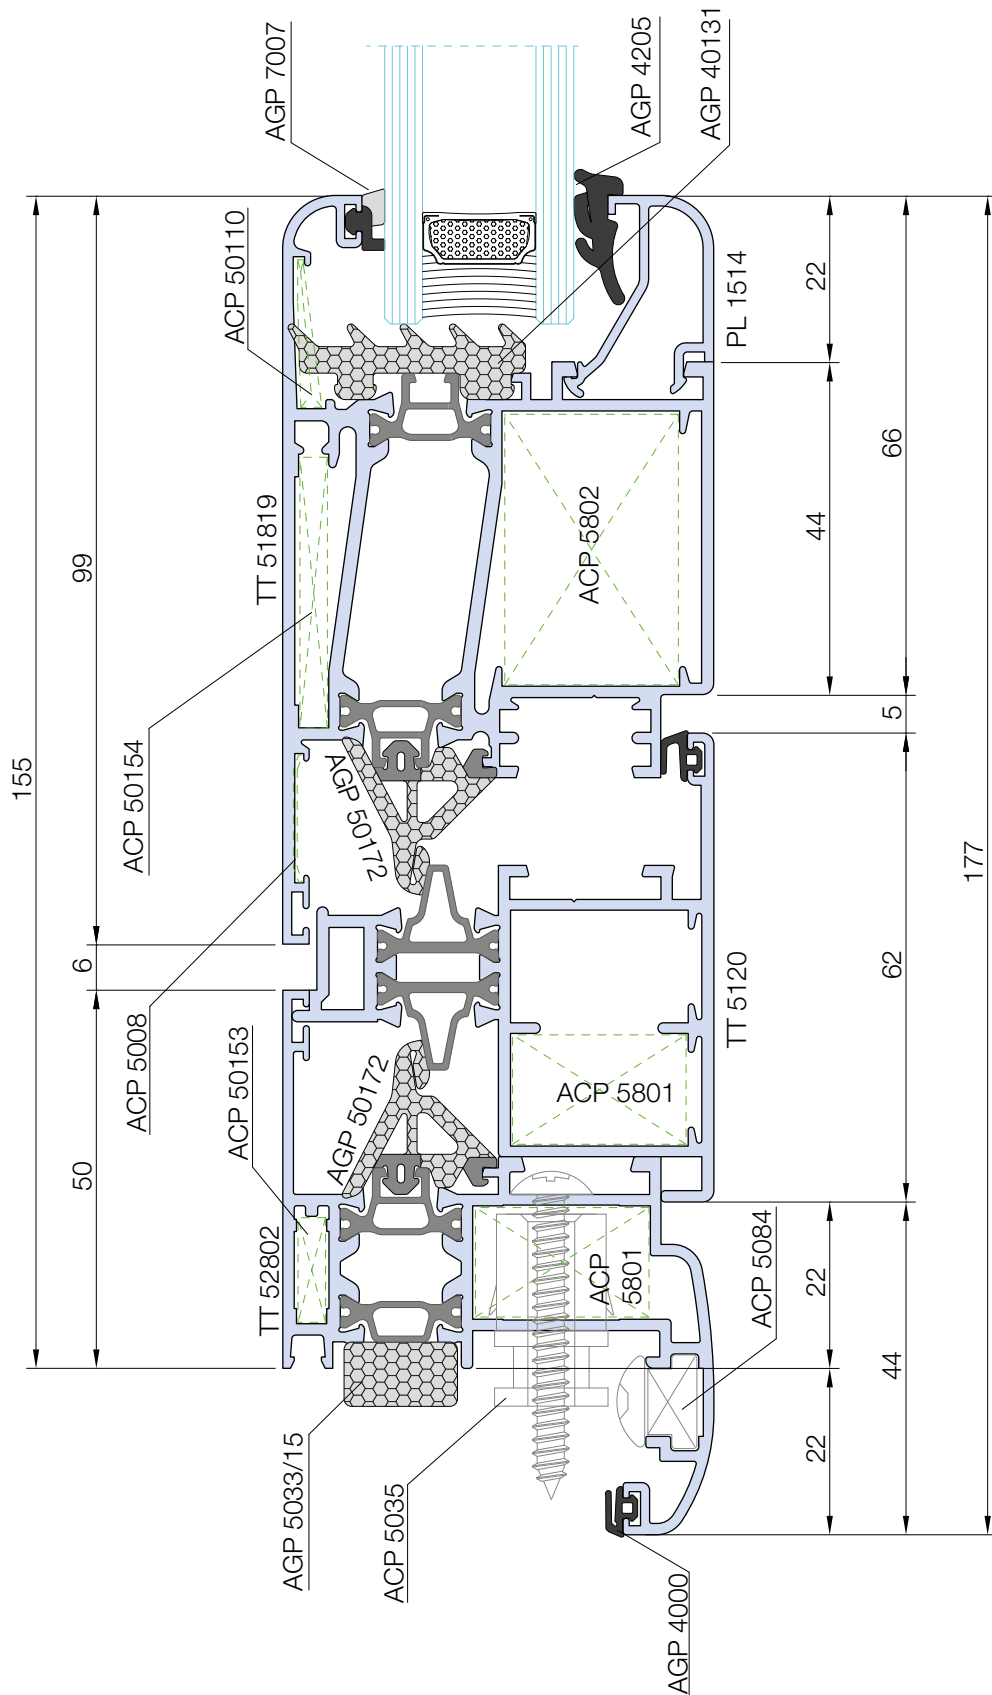 AGP 7007
AGP 4205
AGP 40131
ACP 50110
PL 1514
TT 51819
ACP 5802
ACP 50154
AGP 50172
ACP 5008
ACP 50153
TT 5120
ACP 5801
AGP 50172
TT 52802
ACP
5801
ACP 5084
AGP 5033/15
ACP 5035
AGP 4000
155
99
6
50
22
44
22
22
66
5
62
44
177